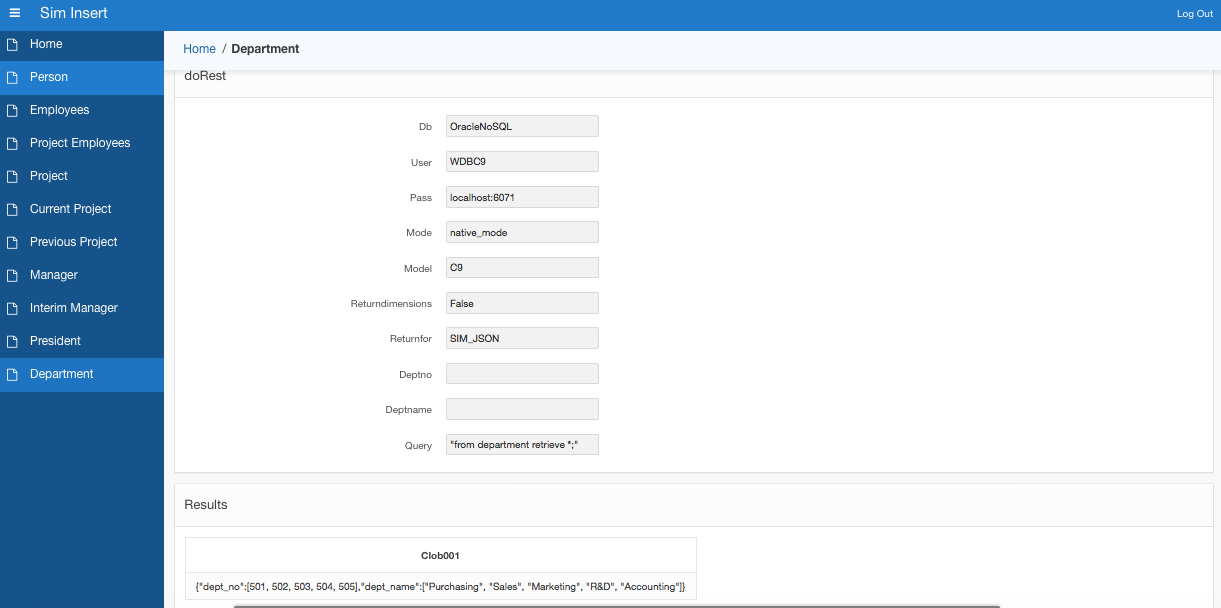 Sim Insert
Log Out
Home
Person
Employees
Project Employees
Project
Current Project
Previous Project
Manager
Interim Manager
President
Department
Home / Department
doRest
Db OracleNoSQL
User WDBC9
Pass localhost:6071
Mode native_mode
Model C9
Returndimensions False
Returnfor SIM_JSON
Deptno
Deptname
Query "from department retrieve *;"
Results
Clob001
{"dept_no":[501, 502, 503, 504, 505],"dept_name":["Purchasing", "Sales", "Marketing", "R&D", "Accounting"]}